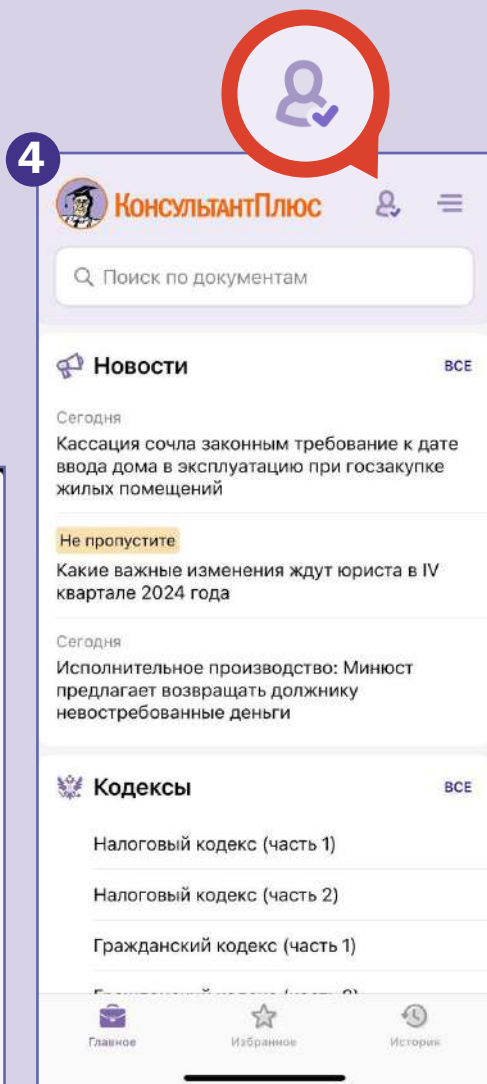 4
КонсультантПлюс
Поиск по документам
Новости
ВСЕ
Сегодня
Кассация сочла законным требование к дате
ввода дома в эксплуатацию при госзакупке
жилых помещений
Не пропустите
Какие важные изменения ждут юриста в IV
квартале 2024 года
Сегодня
Исполнительное производство: Минюст
предлагает возвращать должнику
невостребованные деньги
Кодексы
ВСЕ
Налоговый кодекс (часть 1)
Налоговый кодекс (часть 2)
Гражданский кодекс (часть 1)
Главное
Избранное
История